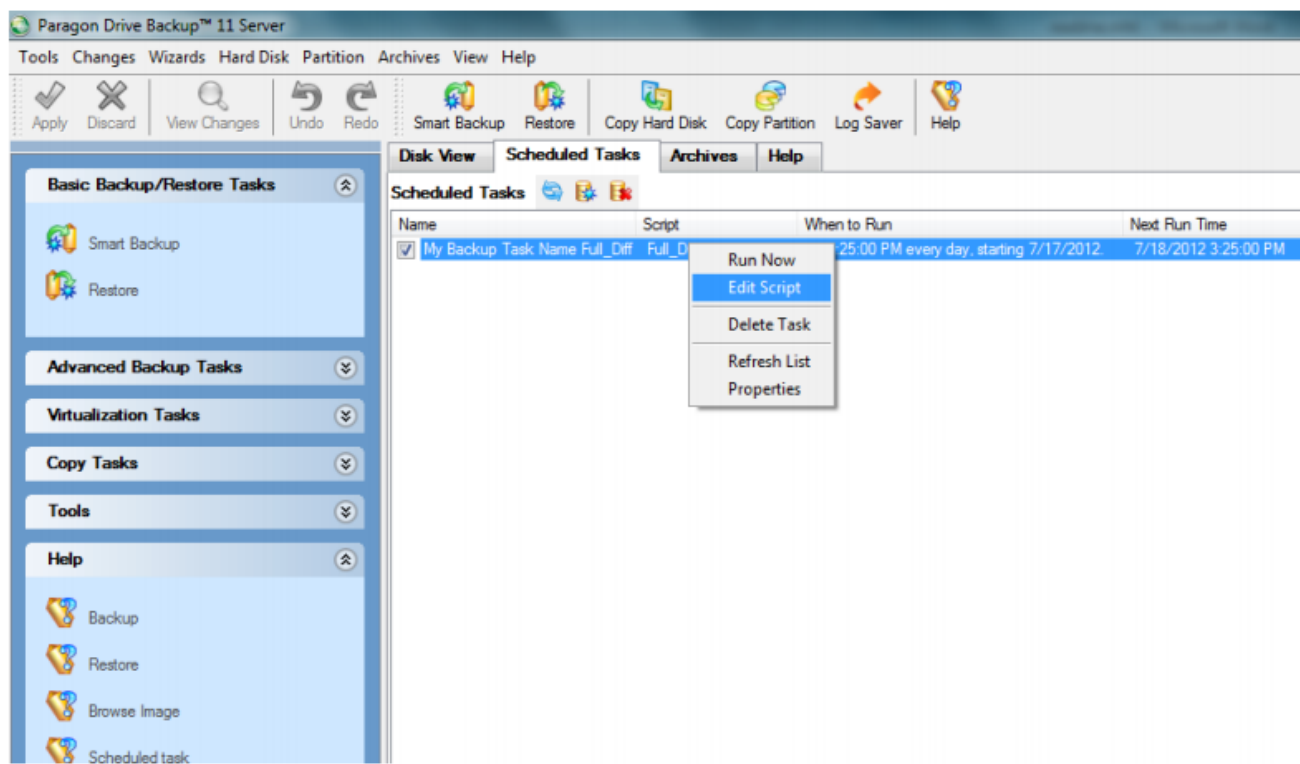 Paragon Drive Backup™ 11 Server
Tools Changes Wizards Hard Disk Partition Archives View Help
Apply Discard View Changes Undo Redo Smart Backup Restore Copy Hard Disk Copy Partition Log Saver Help
Disk View Scheduled Tasks Archives Help
Basic Backup/Restore Tasks
Smart Backup
Restore
Advanced Backup Tasks
Virtualization Tasks
Copy Tasks
Tools
Help
Backup
Restore
Browse Image
Scheduled task
Scheduled Tasks
Name Script When to Run Next Run Time
My Backup Task Name Full_Diff Full_D :25:00 PM every day, starting 7/17/2012. 7/18/2012 3:25:00 PM
Run Now
Edit Script
Delete Task
Refresh List
Properties